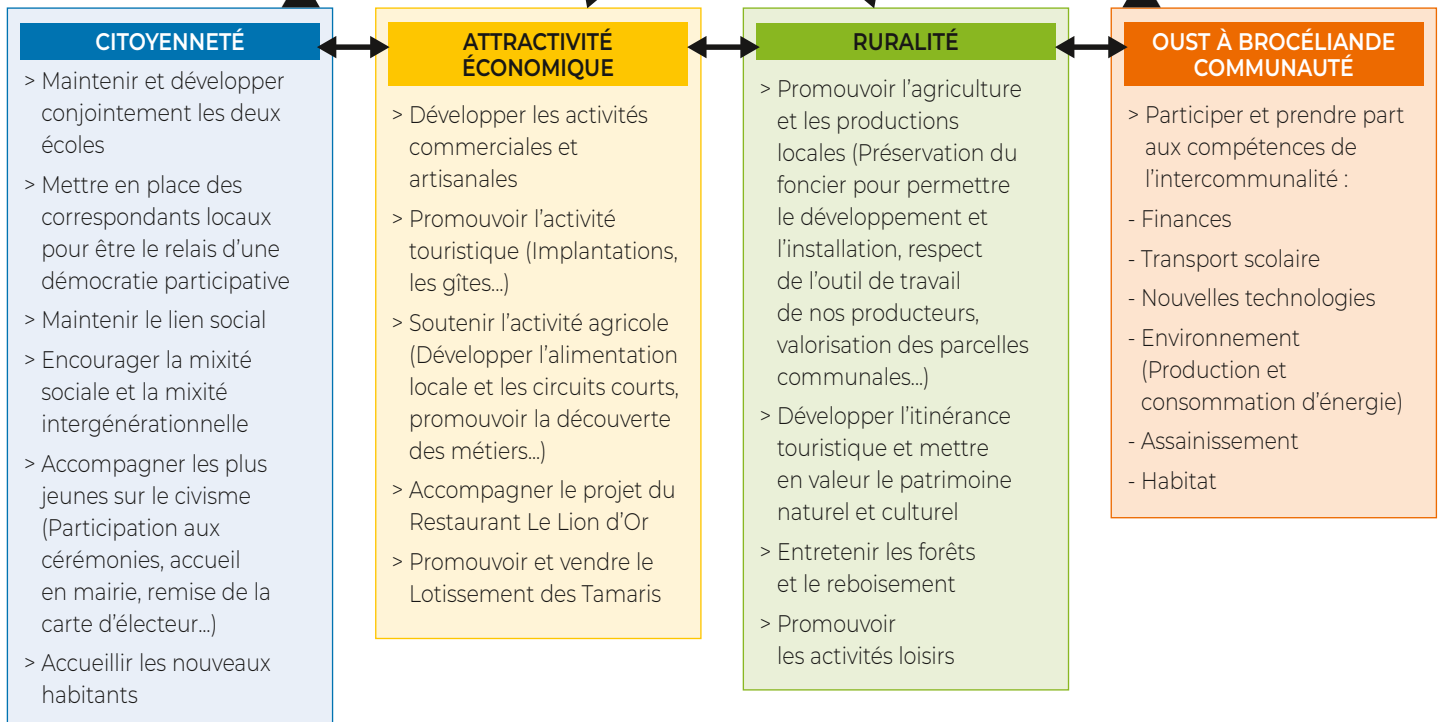 CITOYENNETÉ
> Maintenir et développer
conjointement les deux
écoles
> Mettre en place des
correspondants locaux
pour être le relais d’une
démocratie participative
> Maintenir le lien social
> Encourager la mixité
sociale et la mixité
intergénérationnelle
> Accompagner les plus
jeunes sur le civisme
(Participation aux
cérémonies, accueil
en mairie, remise de la
carte d’électeur...)
> Accueillir les nouveaux
habitants
ATTRACTIVITÉ
ÉCONOMIQUE
> Développer les activités
commerciales et
artisanales
> Promouvoir l’activité
touristique (Implantations,
les gîtes...)
> Soutenir l’activité agricole
(Développer l’alimentation
locale et les circuits courts,
promouvoir la découverte
des métiers...)
> Accompagner le projet du
Restaurant Le Lion d’Or
> Promouvoir et vendre le
Lotissement des Tamaris
RURALITÉ
> Promouvoir l’agriculture
et les productions
locales (Préservation du
foncier pour permettre
le développement et
l’installation, respect
de l’outil de travail
de nos producteurs,
valorisation des parcelles
communales...)
> Développer l’itinérance
touristique et mettre
en valeur le patrimoine
naturel et culturel
> Entretenir les forêts
et le reboisement
> Promouvoir
les activités loisirs
OUST À BROCÉLIANDE
COMMUNAUTÉ
> Participer et prendre part
aux compétences de
l’intercommunalité :
- Finances
- Transport scolaire
- Nouvelles technologies
- Environnement
(Production et
consommation d’énergie)
- Assainissement
- Habitat